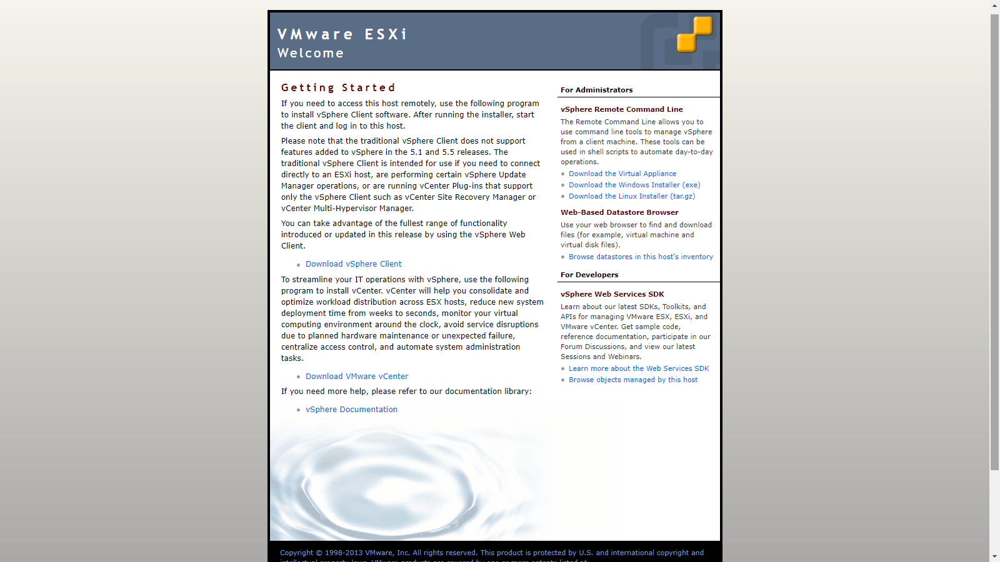 VMware ESXi
Welcome
Getting Started
If you need to access this host remotely, use the following program
to install vSphere Client software. After running the installer, start
the client and log in to this host.
Please note that the traditional vSphere Client does not support
features added to vSphere in the 5.1 and 5.5 releases. The
traditional vSphere Client is intended for use if you need to connect
directly to an ESXi host, are performing certain vSphere Update
Manager operations, or are running vCenter Plug-ins that support
only the vSphere Client such as vCenter Site Recovery Manager or
vCenter Multi-Hypervisor Manager.
You can take advantage of the fullest range of functionality
introduced or updated in this release by using the vSphere Web
Client.
Download vSphere Client
To streamline your IT operations with vSphere, use the following
program to install vCenter. vCenter will help you consolidate and
optimize workload distribution across ESX hosts, reduce new system
deployment time from weeks to seconds, monitor your virtual
computing environment around the clock, avoid service disruptions
due to planned hardware maintenance or unexpected failure,
centralize access control, and automate system administration
tasks.
Download VMware vCenter
If you need more help, please refer to our documentation library:
vSphere Documentation
For Administrators
vSphere Remote Command Line
The Remote Command Line allows you to
use command line tools to manage vSphere
from a client machine. These tools can be
used in shell scripts to automate day-to-day
operations.
Download the Virtual Appliance
Download the Windows Installer (exe)
Download the Linux Installer (tar.gz)
Web-Based Datastore Browser
Use your web browser to find and download
files (for example, virtual machine and
virtual disk files).
Browse datastores in this host's inventory
For Developers
vSphere Web Services SDK
Learn about our latest SDKs, Toolkits, and
APIs for managing VMware ESX, ESXi, and
VMware vCenter. Get sample code,
reference documentation, participate in our
Forum Discussions, and view our latest
Sessions and Webinars.
Learn more about the Web Services SDK
Browse objects managed by this host
Copyright © 1998-2013 VMware, Inc. All rights reserved. This product is protected by U.S. and international copyright and
intellectual property laws. VMware products are covered by one or more patents listed at